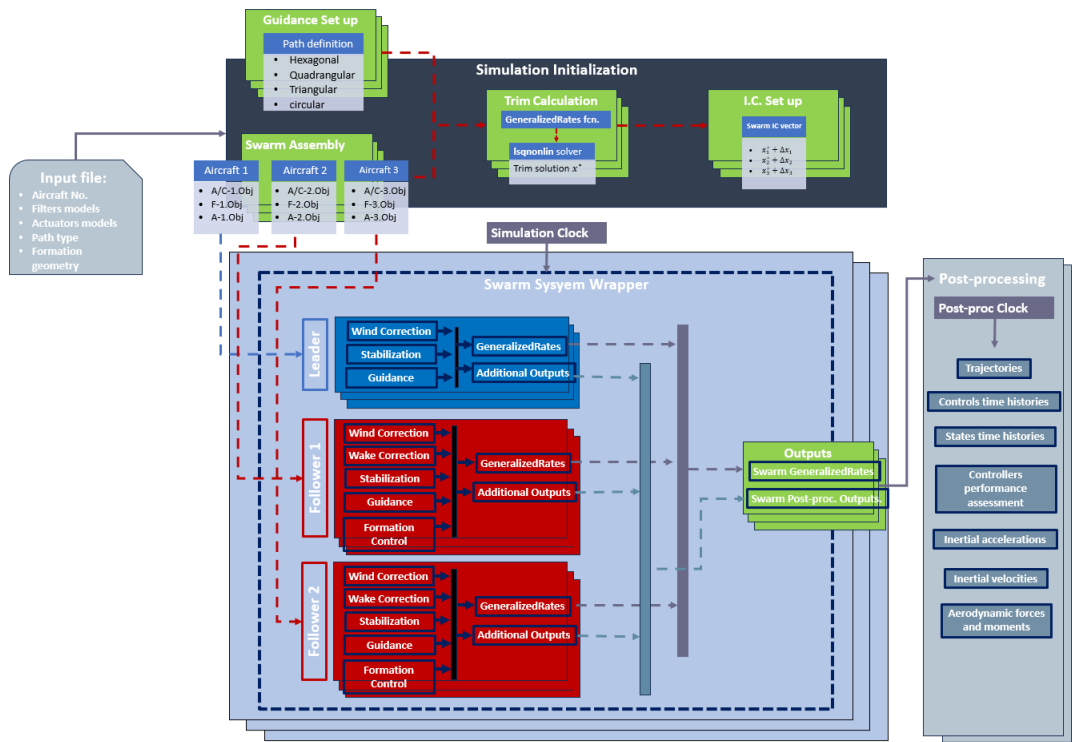 Guidance Set up
Path definition
• Hexagonal
• Quadrangular
• Triangular
• circular
Simulation Initialization
Trim Calculation
GeneralizedRates fcn.
lsqnonlin solver
Trim solution x*
I.C. Set up
Swarm IC vector
• x₁* + Δx₁
• x₂* + Δx₂
• x₃* + Δx₃
Swarm Assembly
Aircraft 1
• A/C-1.Obj
• F-1.Obj
• A-1.Obj
Aircraft 2
• A/C-2.Obj
• F-2.Obj
• A-2.Obj
Aircraft 3
• A/C-3.Obj
• F-3.Obj
• A-3.Obj
Input file:
• Aircraft No.
• Filters models
• Actuators models
• Path type
• Formation
geometry
Simulation Clock
Swarm Sysyem Wrapper
Leader
Wind Correction
Stabilization
Guidance
GeneralizedRates
Additional Outputs
Follower 1
Wind Correction
Wake Correction
Stabilization
Guidance
Formation
Control
GeneralizedRates
Additional Outputs
Follower 2
Wind Correction
Wake Correction
Stabilization
Guidance
Formation
Control
GeneralizedRates
Additional Outputs
Outputs
Swarm GeneralizedRates
Swarm Post-proc. Outputs.
Post-processing
Post-proc Clock
Trajectories
Controls time histories
States time histories
Controllers
performance
assessment
Inertial accelerations
Inertial velocities
Aerodynamic forces
and moments